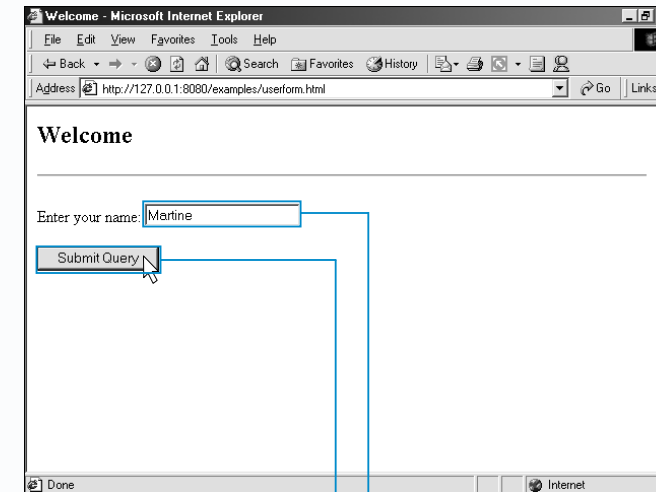 Welcome - Microsoft Internet Explorer
File Edit View Favorites Tools Help
Back Search Favorites History
Address http://127.0.0.1:8080/examples/userform.html Go Links
Welcome
Enter your name: Martine
Submit Query
Done Internet